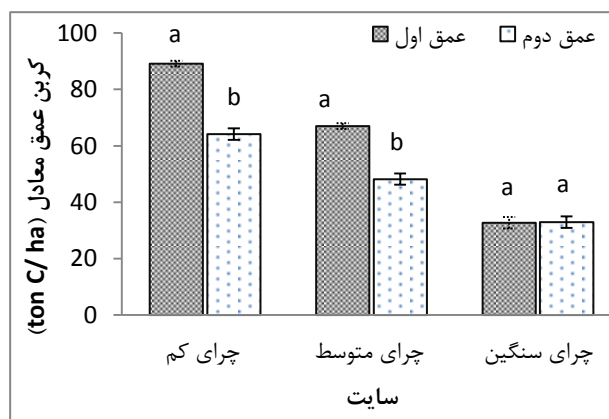 کربن عمق معادل (ton C/ ha)
100
80
60
40
20
0
عمق اول
عمق دوم
a
b
a
b
a
a
چرای کم
چرای متوسط
چرای سنگین
سایت